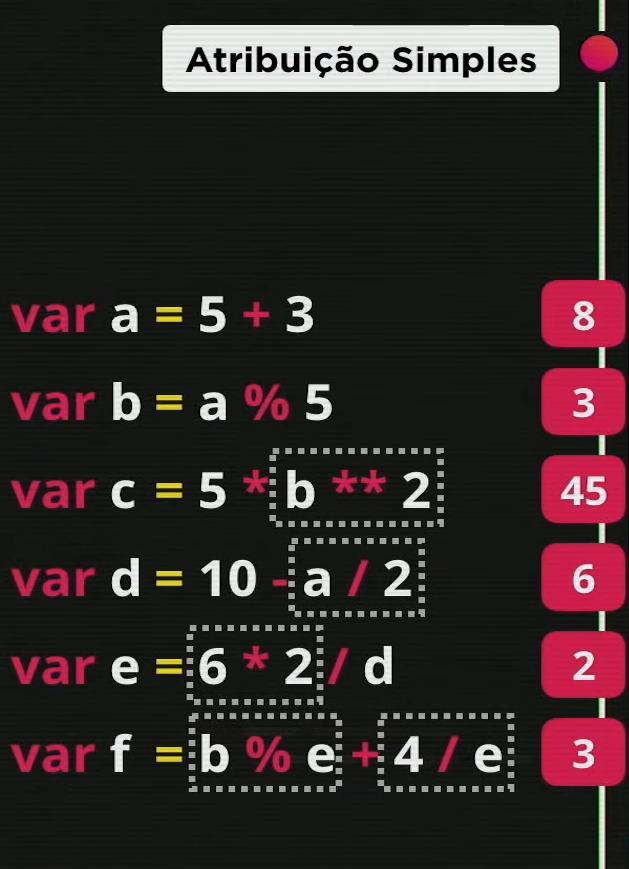 Atribuição Simples
var a = 5 + 3 8
var b = a % 5 3
var c = 5 * b ** 2 45
var d = 10 - a / 2 6
var e = 6 * 2 / d 2
var f = b % e + 4 / e 3